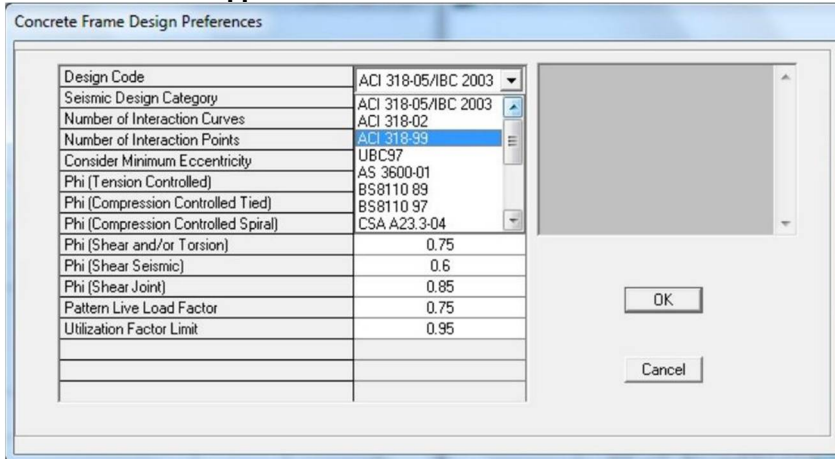 Concrete Frame Design Preferences
Design Code ACI 318-05/IBC 2003
Seismic Design Category ACI 318-05/IBC 2003
Number of Interaction Curves ACI 318-02
Number of Interaction Points ACI 318-99
Consider Minimum Eccentricity UBC97
Phi (Tension Controlled) AS 3600-01
BS8110 89
Phi (Compression Controlled Tied) BS8110 97
Phi (Compression Controlled Spiral) CSA A23.3-04
Phi (Shear and/or Torsion) 0.75
Phi (Shear Seismic) 0.6
Phi (Shear Joint) 0.85
Pattern Live Load Factor 0.75
Utilization Factor Limit 0.95
OK
Cancel